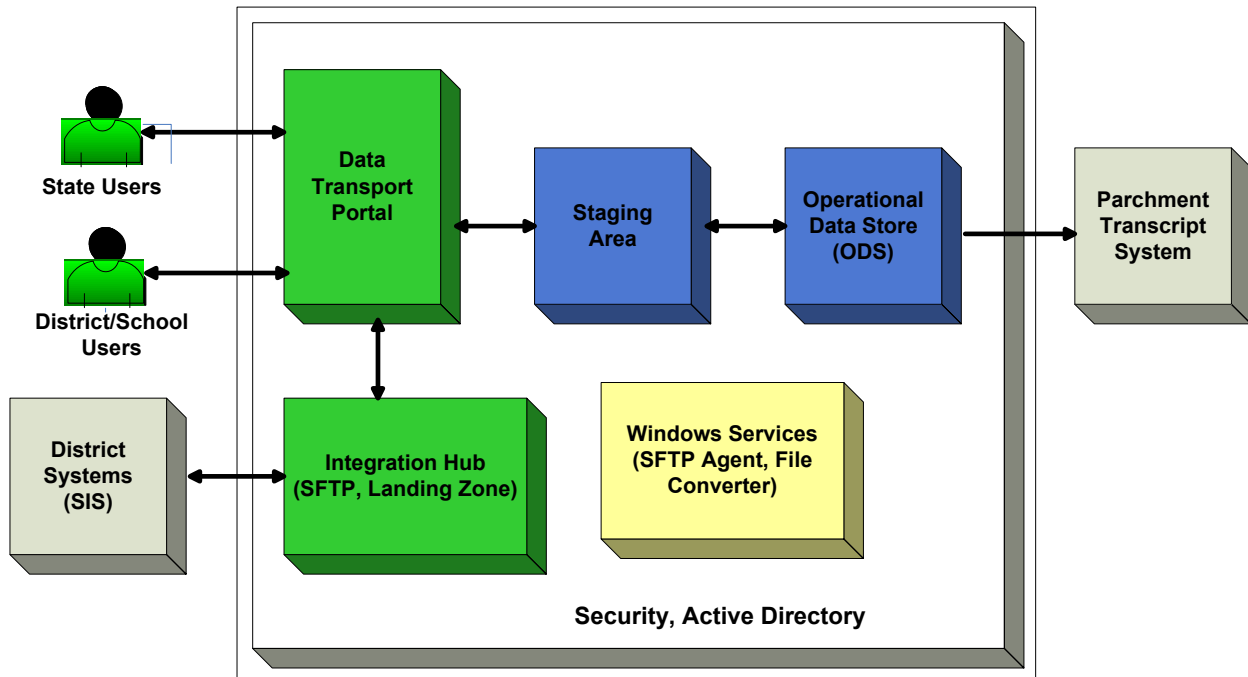 State Users
District/School
Users
District
Systems
(SIS)
Data
Transport
Portal
Integration Hub
(SFTP, Landing Zone)
Staging
Area
Operational
Data Store
(ODS)
Windows Services
(SFTP Agent, File
Converter)
Security, Active Directory
Parchment
Transcript
System